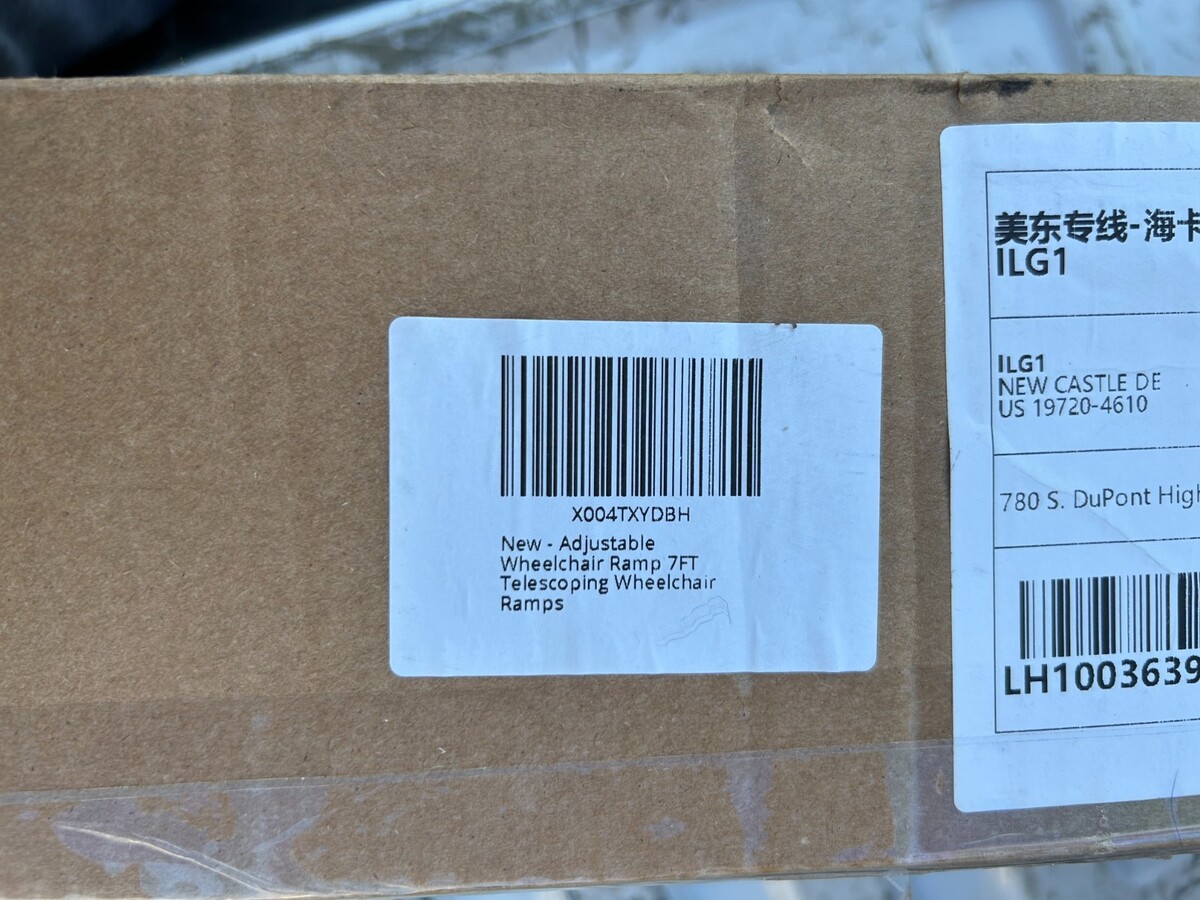 X004TXYDBH
New - Adjustable
Wheelchair Ramp 7FT
Telescoping Wheelchair
Ramps
美东专线-海卡
ILG1
ILG1
NEW CASTLE DE
US 19720-4610
780 S. DuPont High
LH1003639